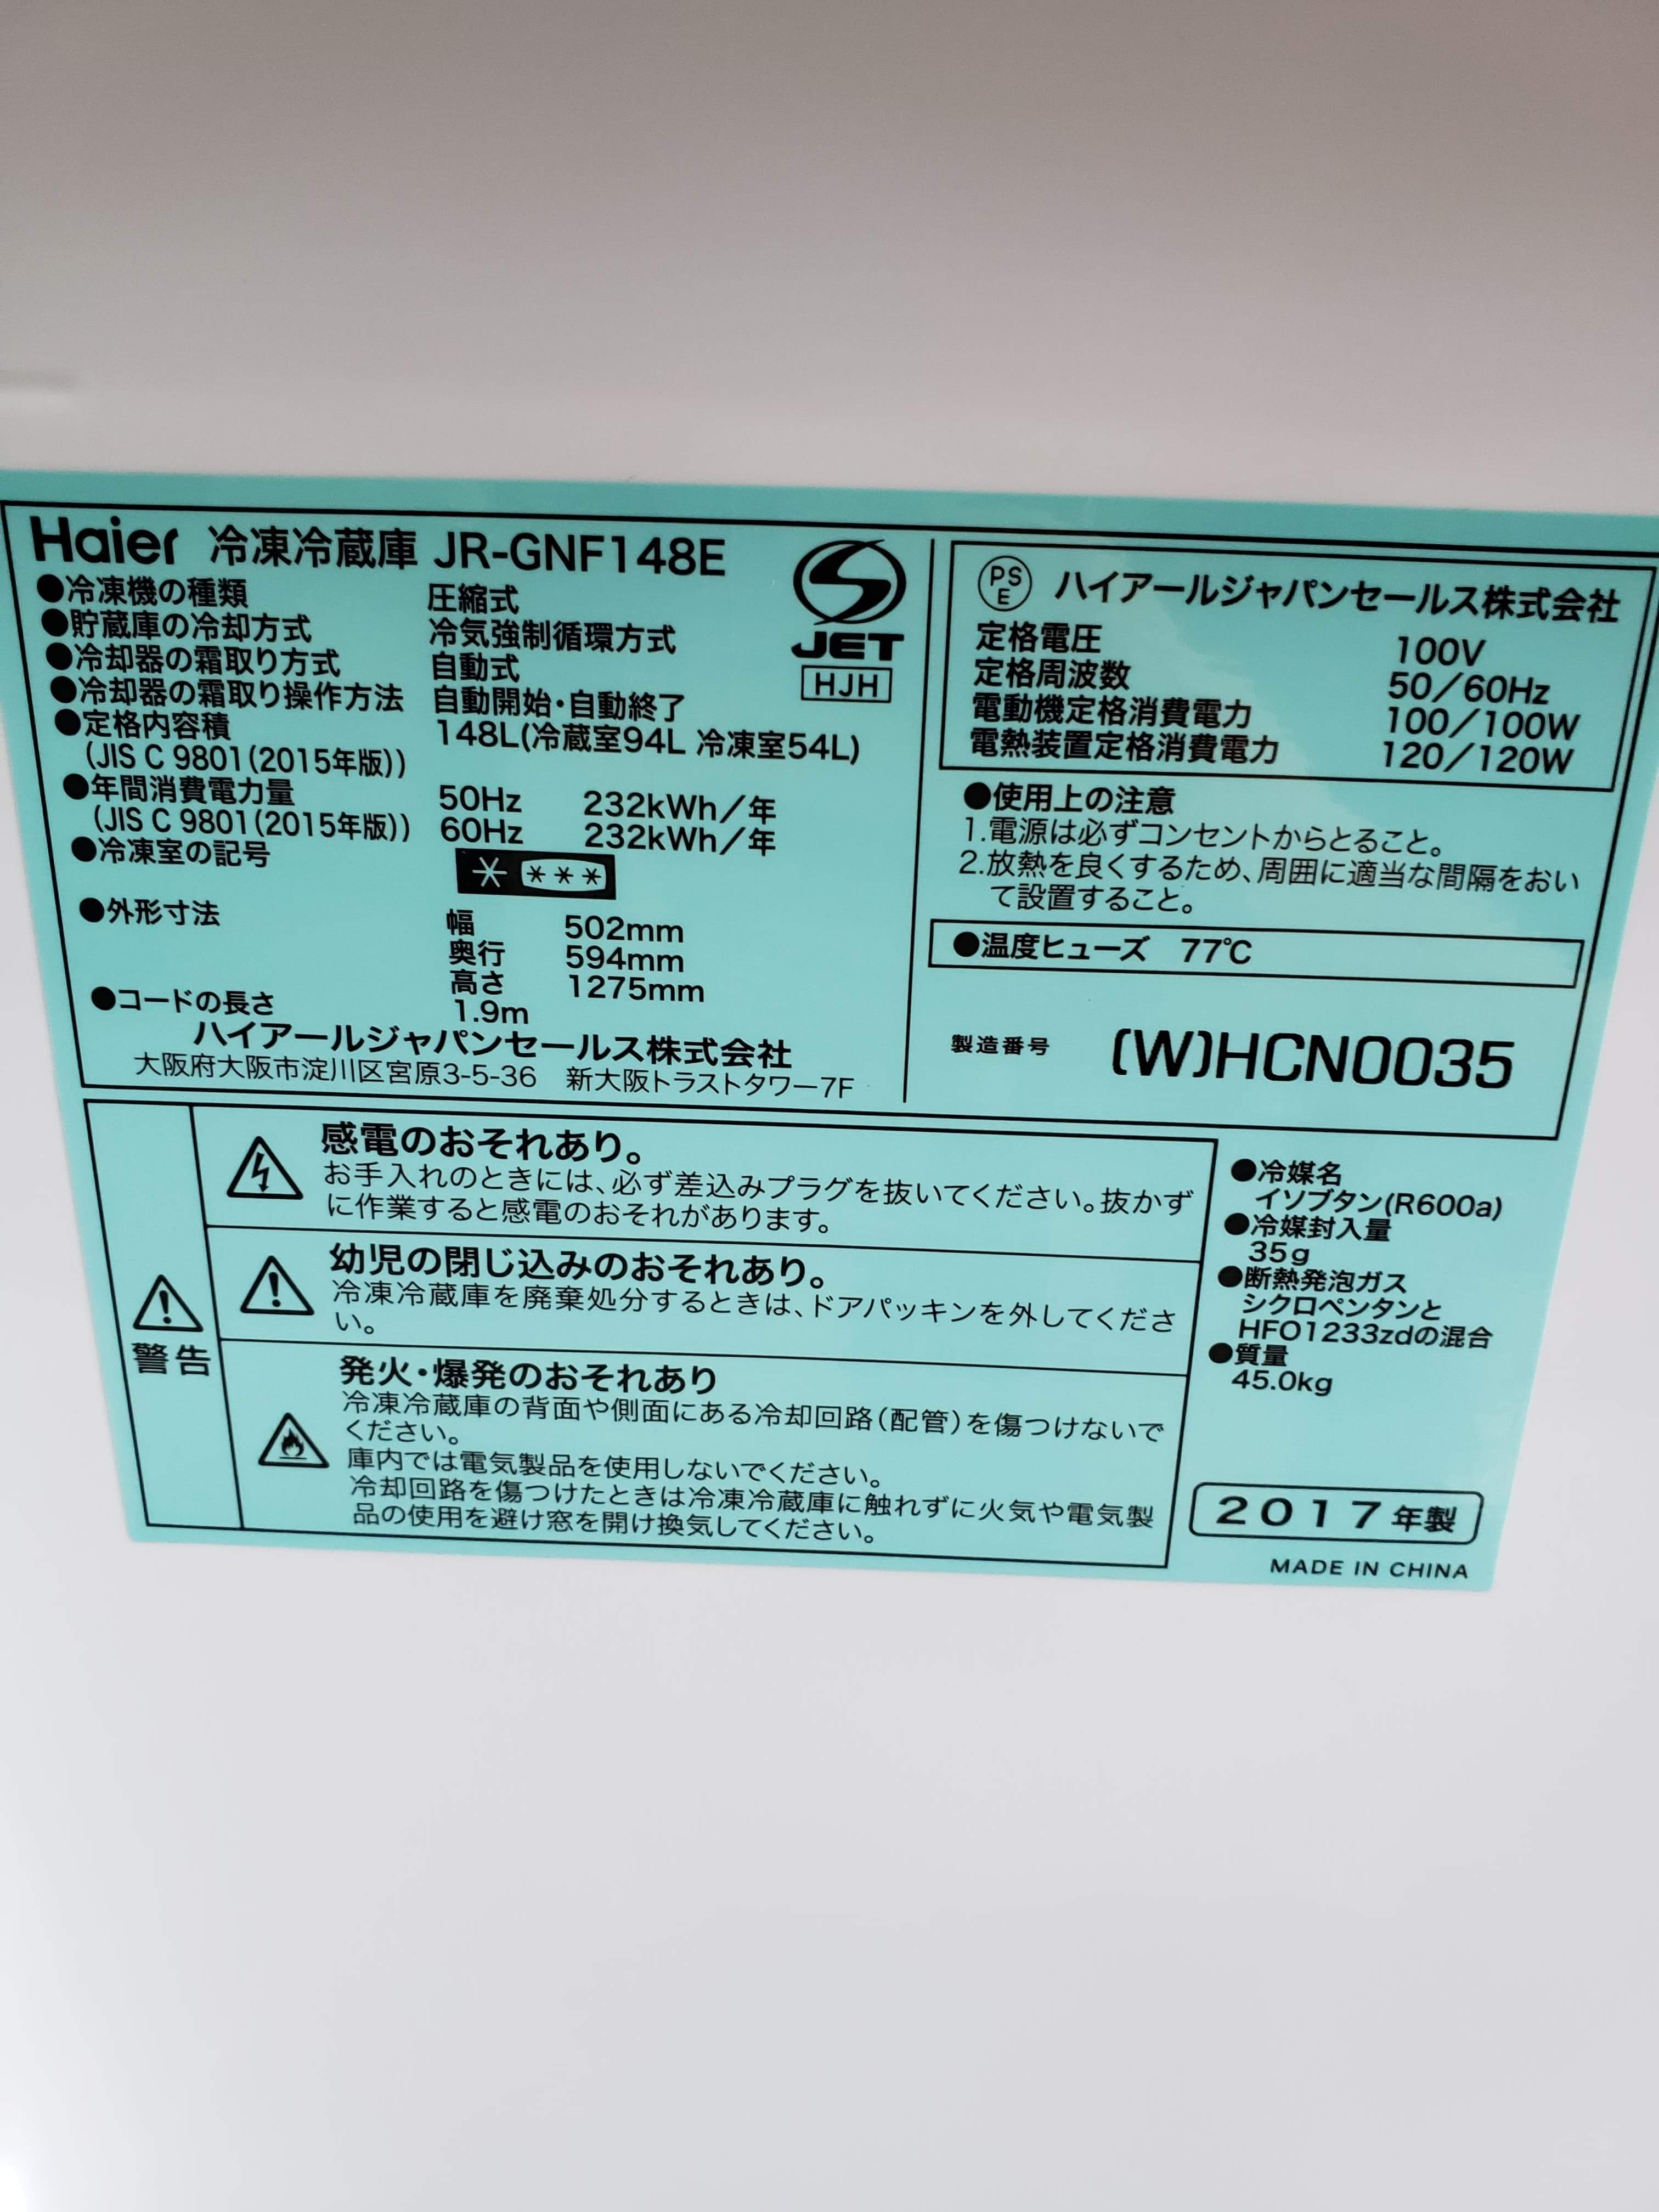 Haier 冷凍冷蔵庫 JR-GNF148E
●冷凍機の種類 圧縮式
●貯蔵庫の冷却方式 冷気強制循環方式
●冷却器の霜取り方式 自動式
●冷却器の霜取り操作方法 自動開始・自動終了
●定格内容積 148L(冷蔵室94L 冷凍室54L)
(JIS C 9801(2015年版))
●年間消費電力量 50Hz 232kWh/年
(JIS C 9801(2015年版)) 60Hz 232kWh/年
●冷凍室の記号
●外形寸法 幅 502mm
奥行 594mm
高さ 1275mm
●コードの長さ 1.9m
ハイアールジャパンセールス株式会社
大阪府大阪市淀川区宮原3-5-36 新大阪トラストタワー7F
JET
HJH
PS
E
ハイアールジャパンセールス株式会社
定格電圧 100V
定格周波数 50/60Hz
電動機定格消費電力 100/100W
電熱装置定格消費電力 120/120W
●使用上の注意
1.電源は必ずコンセントからとること。
2.放熱を良くするため、周囲に適当な間隔をおい
て設置すること。
●温度ヒューズ 77℃
製造番号 (W)HCN0035
警告
感電のおそれあり。
お手入れのときには、必ず差込みプラグを抜いてください。抜かず
に作業すると感電のおそれがあります。
幼児の閉じ込みのおそれあり。
冷凍冷蔵庫を廃棄処分するときは、ドアパッキンを外してくださ
い。
発火・爆発のおそれあり
冷凍冷蔵庫の背面や側面にある冷却回路(配管)を傷つけないで
ください。
庫内では電気製品を使用しないでください。
冷却回路を傷つけたときは冷凍冷蔵庫に触れずに火気や電気製
品の使用を避け窓を開け換気してください。
●冷媒名
イソブタン(R600a)
●冷媒封入量
35g
●断熱発泡ガス
シクロペンタンと
HFO1233zdの混合
●質量
45.0kg
2017年製
MADE IN CHINA